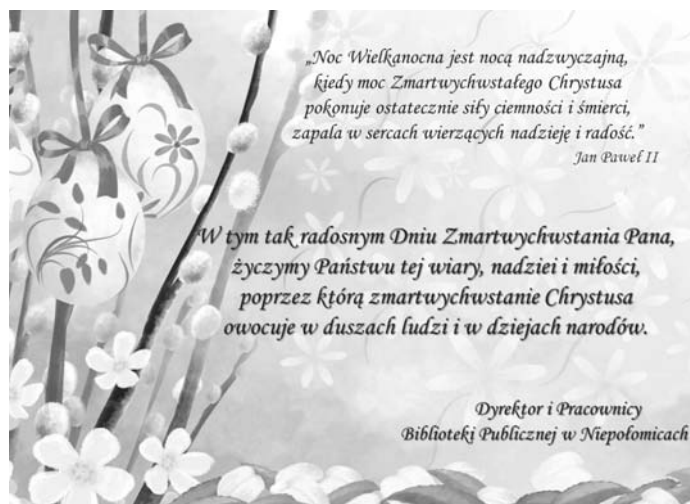 „Noc Wielkanocna jest nocą nadzwyczajną,
kiedy moc Zmartwychwstałego Chrystusa
pokonuje ostatecznie siły ciemności i śmierci,
zapala w sercach wierzących nadzieję i radość.”
Jan Paweł II
W tym tak radosnym Dniu Zmartwychwstania Pana,
życzymy Państwu tej wiary, nadziei i miłości,
poprzez którą zmartwychwstanie Chrystusa
owocuje w duszach ludzi i w dziejach narodów.
Dyrektor i Pracownicy
Biblioteki Publicznej w Niepołomicach